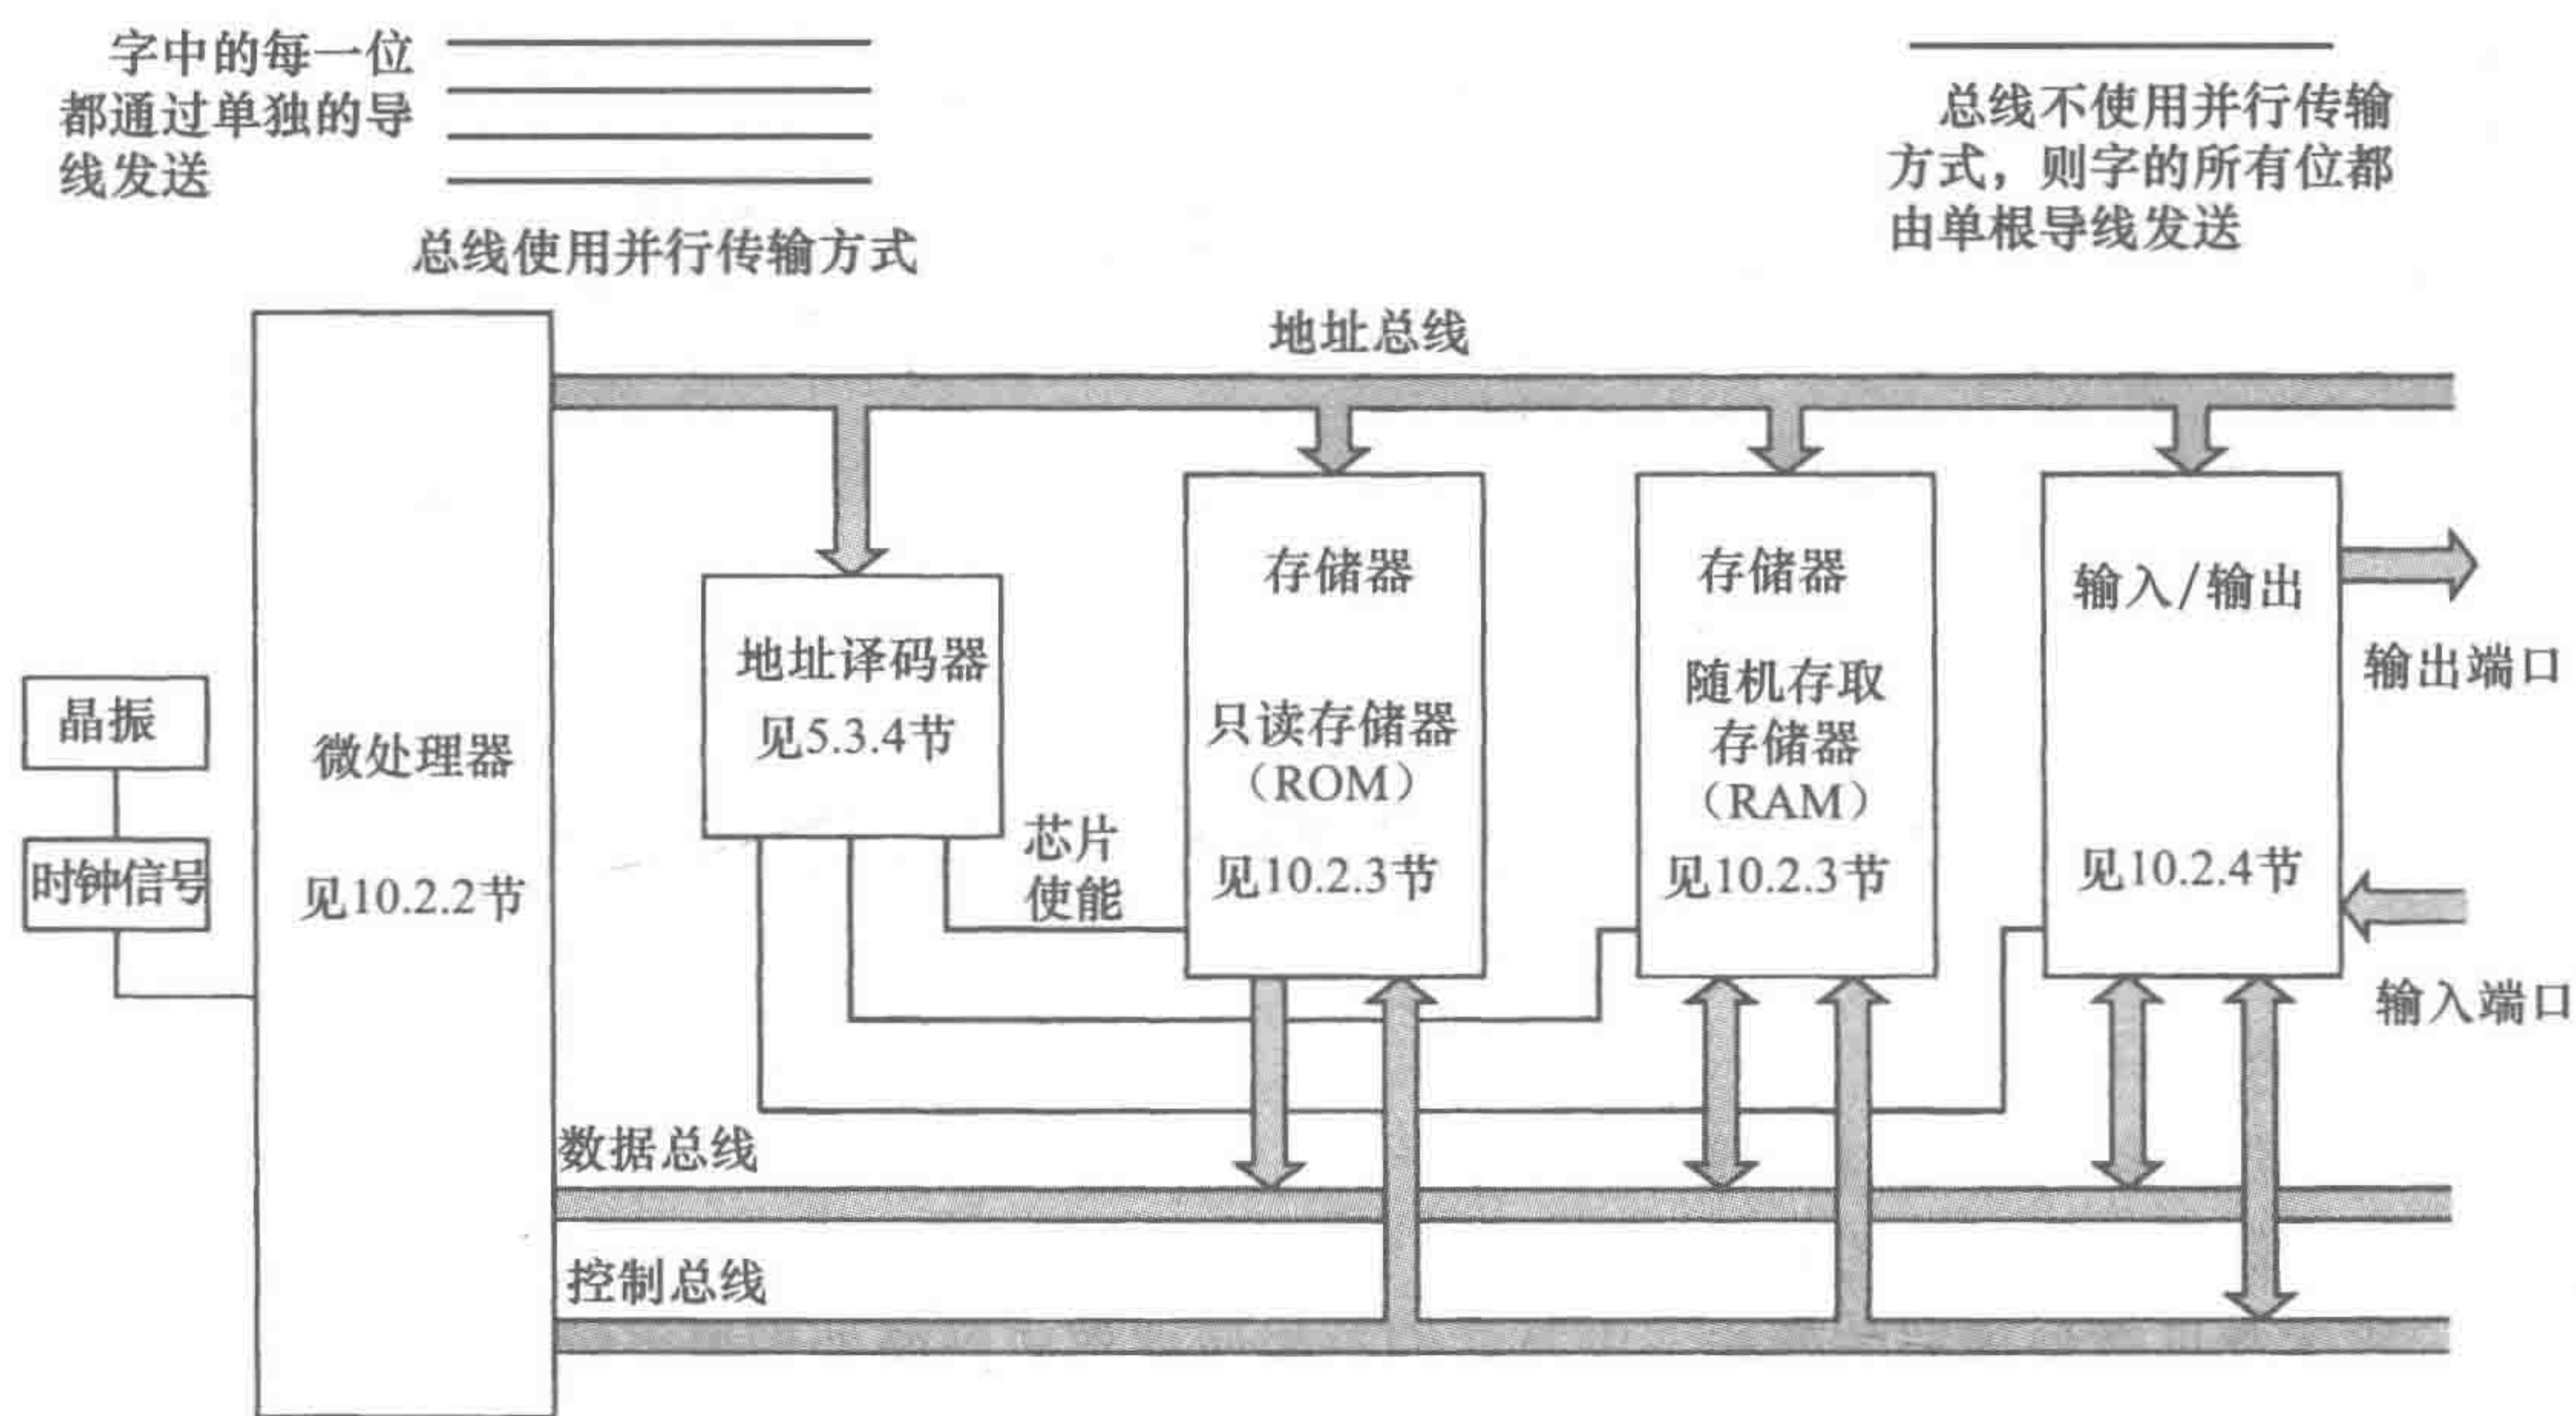 字中的每一位
都通过单独的导
线发送
总线使用并行传输方式
总线不使用并行传输
方式，则字的所有位都
由单根导线发送
地址总线
晶振
时钟信号
微处理器
见10.2.2节
地址译码器
见5.3.4节
芯片
使能
存储器
只读存储器
（ROM）
见10.2.3节
存储器
随机存取
存储器
（RAM）
见10.2.3节
输入/输出
见10.2.4节
输出端口
输入端口
数据总线
控制总线